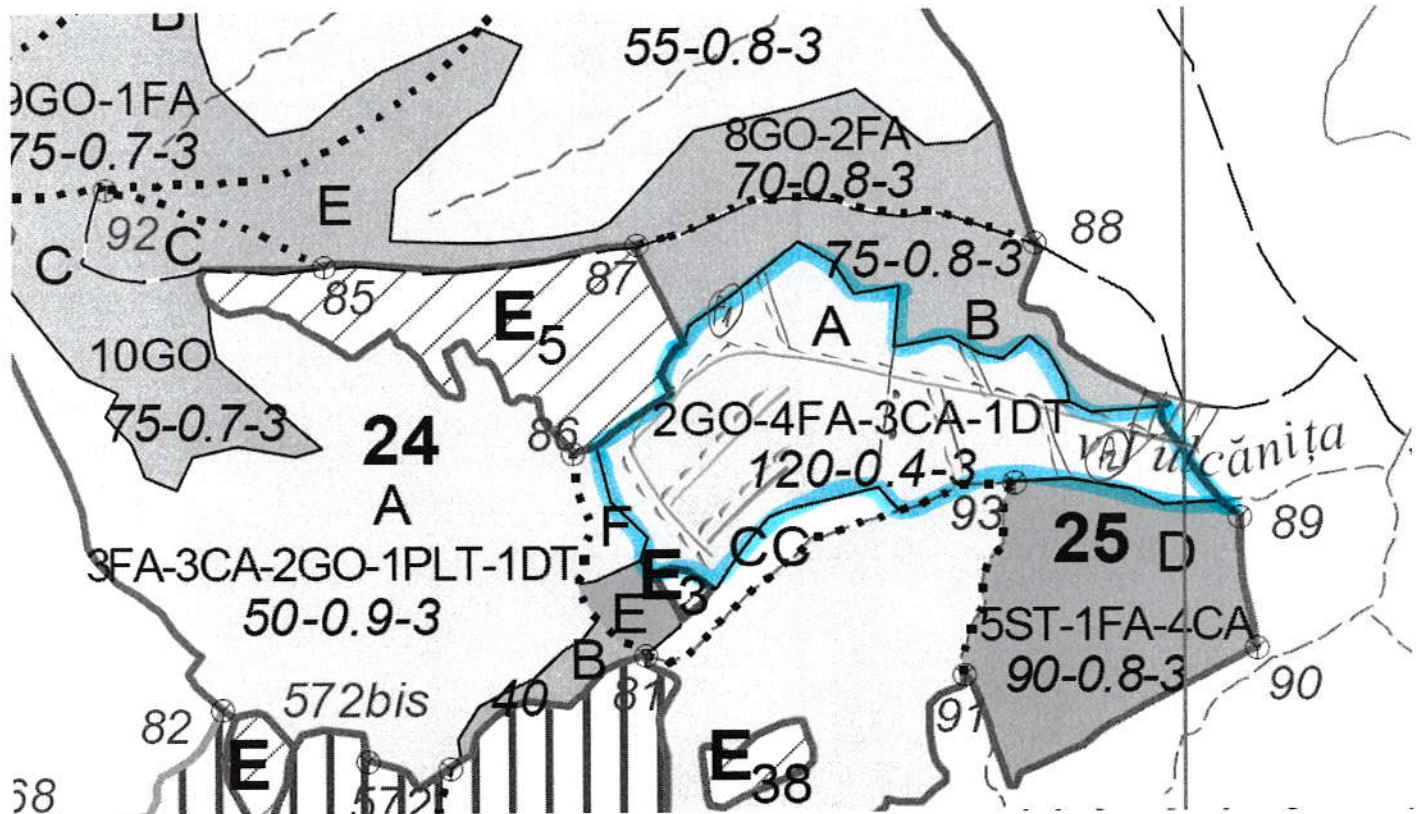 B
55-0.8-3
9GO-1FA
75-0.7-3
8GO-2FA
70-0.8-3
E
92
C
C
88
87
75-0.8-3
85
E5
A
B
10GO
75-0.7-3
24
86
2GO-4FA-3CA-1DT
120-0.4-3
Vulcănița
A
93
89
F
CC
25
D
3FA-3CA-2GO-1PLT-1DT
50-0.9-3
E3
E
B
5ST-1FA-4CA
90-0.8-3
572bis
40
81
91
90
82
E
E38
68
572